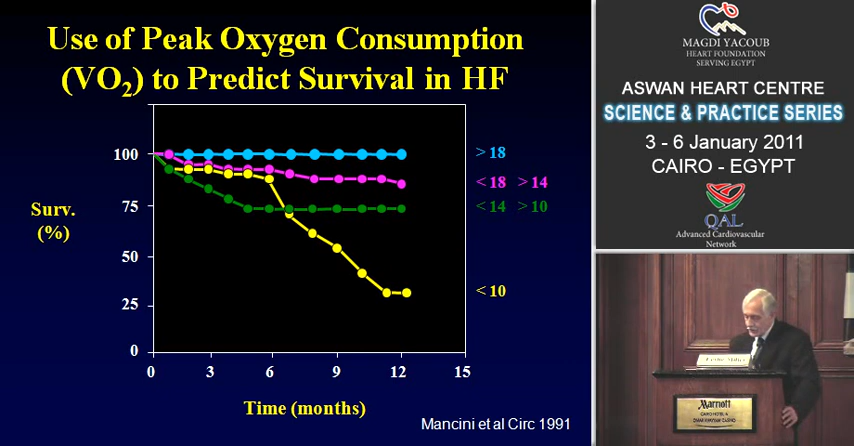 Use of Peak Oxygen Consumption
(VO₂) to Predict Survival in HF
100
75
50
25
0
Surv.
(%)
0 3 6 9 12 15
Time (months)
> 18
< 18 > 14
< 14 > 10
< 10
Mancini et al Circ 1991
MAGDI YACOUB
HEART FOUNDATION
SERVING EGYPT
ASWAN HEART CENTRE
SCIENCE & PRACTICE SERIES
3 - 6 January 2011
CAIRO - EGYPT
QAL
Advanced Cardiovascular
Network
Marriott
CAIRO HOTEL &